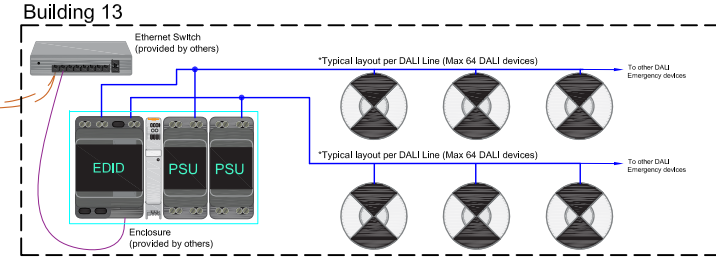 Building 13
Ethernet Switch
(provided by others)
*Typical layout per DALI Line (Max 64 DALI devices)
To other DALI
Emergency devices
EDID
PSU
PSU
*Typical layout per DALI Line (Max 64 DALI devices)
To other DALI
Emergency devices
Enclosure
(provided by others)